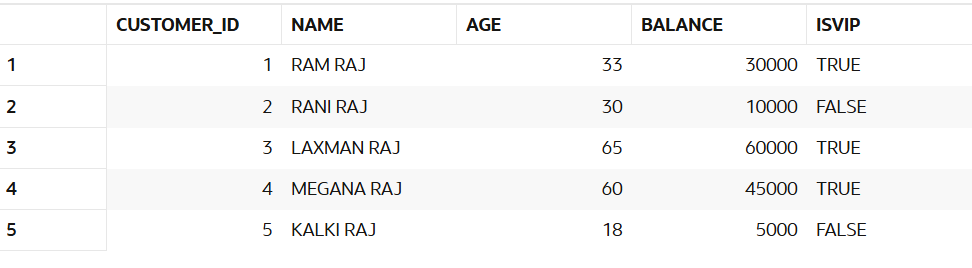 CUSTOMER_ID NAME AGE BALANCE ISVIP
1 1 RAM RAJ 33 30000 TRUE
2 2 RANI RAJ 30 10000 FALSE
3 3 LAXMAN RAJ 65 60000 TRUE
4 4 MEGANA RAJ 60 45000 TRUE
5 5 KALKI RAJ 18 5000 FALSE